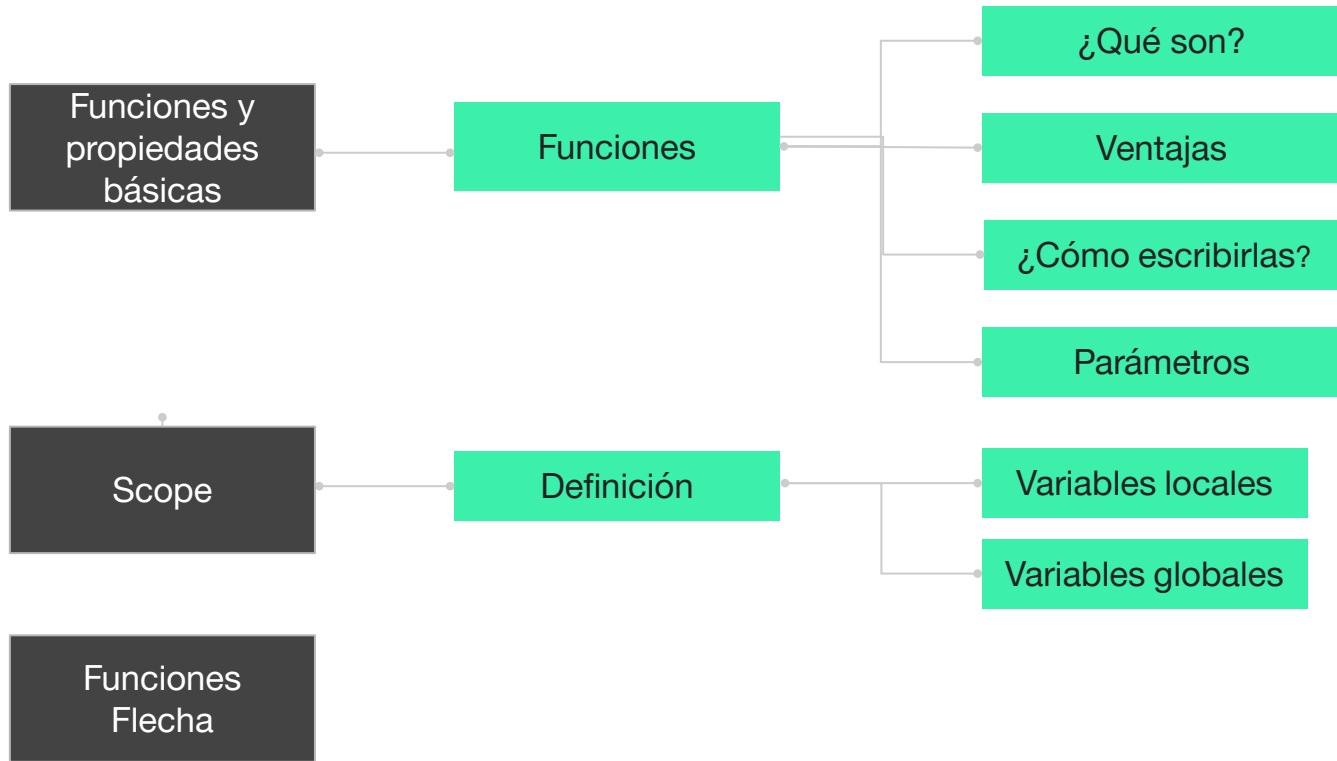 Funciones y
propiedades
básicas
Funciones
¿Qué son?
Ventajas
¿Cómo escribirlas?
Parámetros
Scope
Definición
Variables locales
Variables globales
Funciones
Flecha